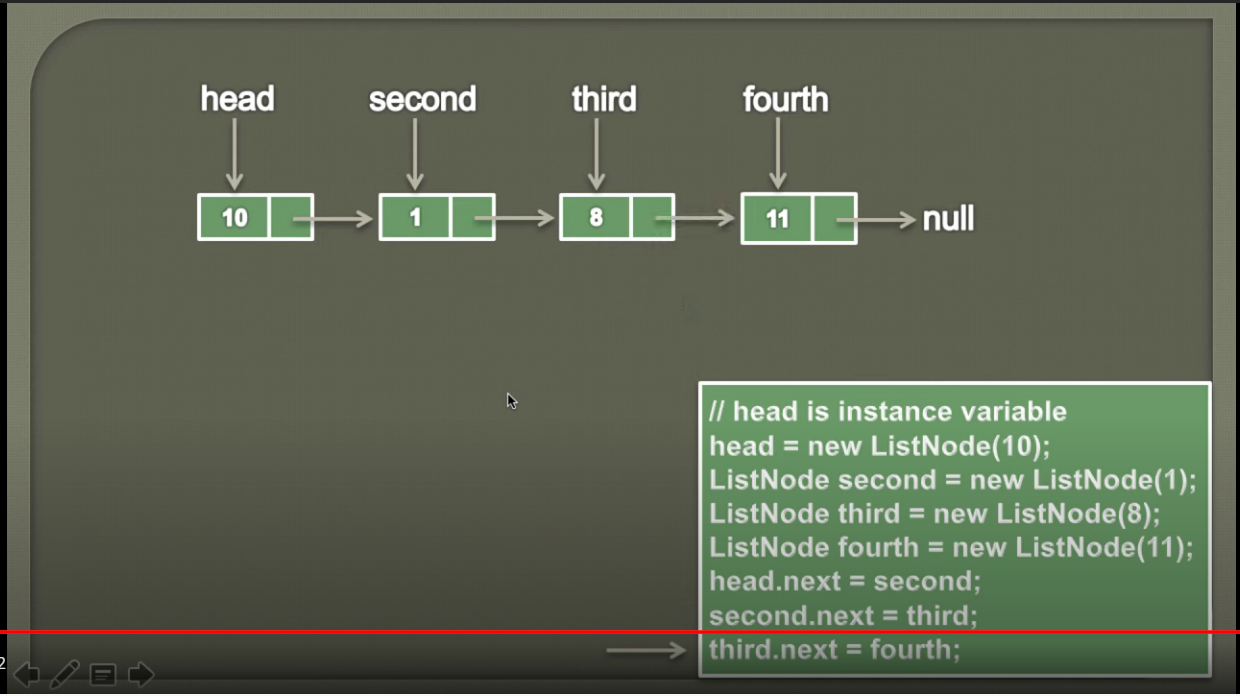 head second third fourth
10 1 8 11 null
// head is instance variable
head = new ListNode(10);
ListNode second = new ListNode(1);
ListNode third = new ListNode(8);
ListNode fourth = new ListNode(11);
head.next = second;
second.next = third;
third.next = fourth;
2